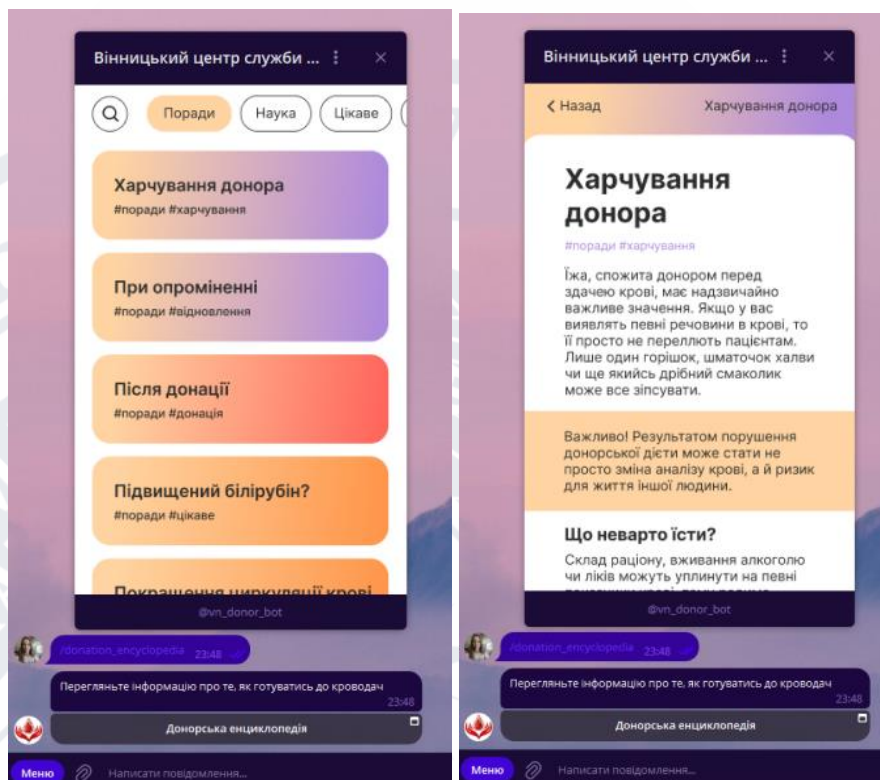 Вінницький центр служби ...
Поради
Наука
Цікаве
Харчування донора
#поради #харчування
При опроміненні
#поради #відновлення
Після донації
#поради #донація
Підвищений білірубін?
#поради #цікаве
Покращення циркуляції крові
@vn_donor_bot
/donation_encyclopedia 23:48
Перегляньте інформацію про те, як готуватись до кроводач
23:48
Донорська енциклопедія
Меню
Написати повідомлення...
Вінницький центр служби ...
Назад
Харчування донора
Харчування
донора
#поради #харчування
Їжа, спожита донором перед
здачею крові, має надзвичайно
важливе значення. Якщо у вас
виявлять певні речовини в крові, то
її просто не переллють пацієнтам.
Лише один горішок, шматочок халви
чи ще якийсь дрібний смаколик
може все зіпсувати.
Важливо! Результатом порушення
донорської дієти може стати не
просто зміна аналізу крові, а й ризик
для життя іншої людини.
Що неварто їсти?
Склад раціону, вживання алкоголю
чи ліків можуть уплинути на певні
@vn_donor_bot
/donation_encyclopedia 23:48
Перегляньте інформацію про те, як готуватись до кроводач
23:48
Донорська енциклопедія
Меню
Написати повідомлення...